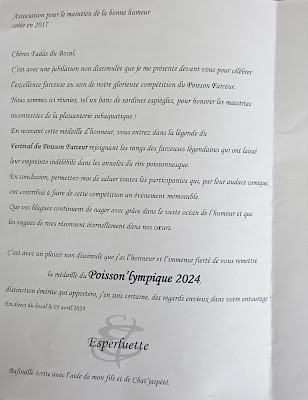 Association pour le maintien de la bonne humeur
créée en 2017
Chères Fadas du Bocal,
C'est avec une jubilation non dissimulée que je me présente devant vous pour célébrer
l'excellence farceuse au sein de notre glorieuse compétition du Poisson Farceur.
Nous sommes ici réunies, tel un banc de sardines espiègles, pour honorer les maestrias
incontestées de la plaisanterie subaquatique !
En recevant cette médaille d'honneur, vous entrez dans la légende du
Festival du Poisson Farceur rejoignant les rangs des farceuses légendaires qui ont laissé
leur empreintes indélébile dans les annales du rire poissonnesque.
En conclusion, permettez-moi de saluer toutes les participantes qui, par leur audace comique,
ont contribué à faire de cette compétition un événement mémorable.
Que vos blagues continuent de nager avec grâce dans le vaste océan de l'humour et que
les vagues de rires résonnent éternellement dans nos cœurs.
C'est avec un plaisir non dissimulé que j'ai l'honneur et l'immense fierté de vous remettre
la médaille du Poisson'lympique 2024,
distinction émérite qui apportera, j'en suis certaine, des regards envieux dans votre entourage !
En direct du bocal le 01 avril 2024
&
Esperluette
Bafouille écrite avec l'aide de mon fils et de Chat'jaipété.